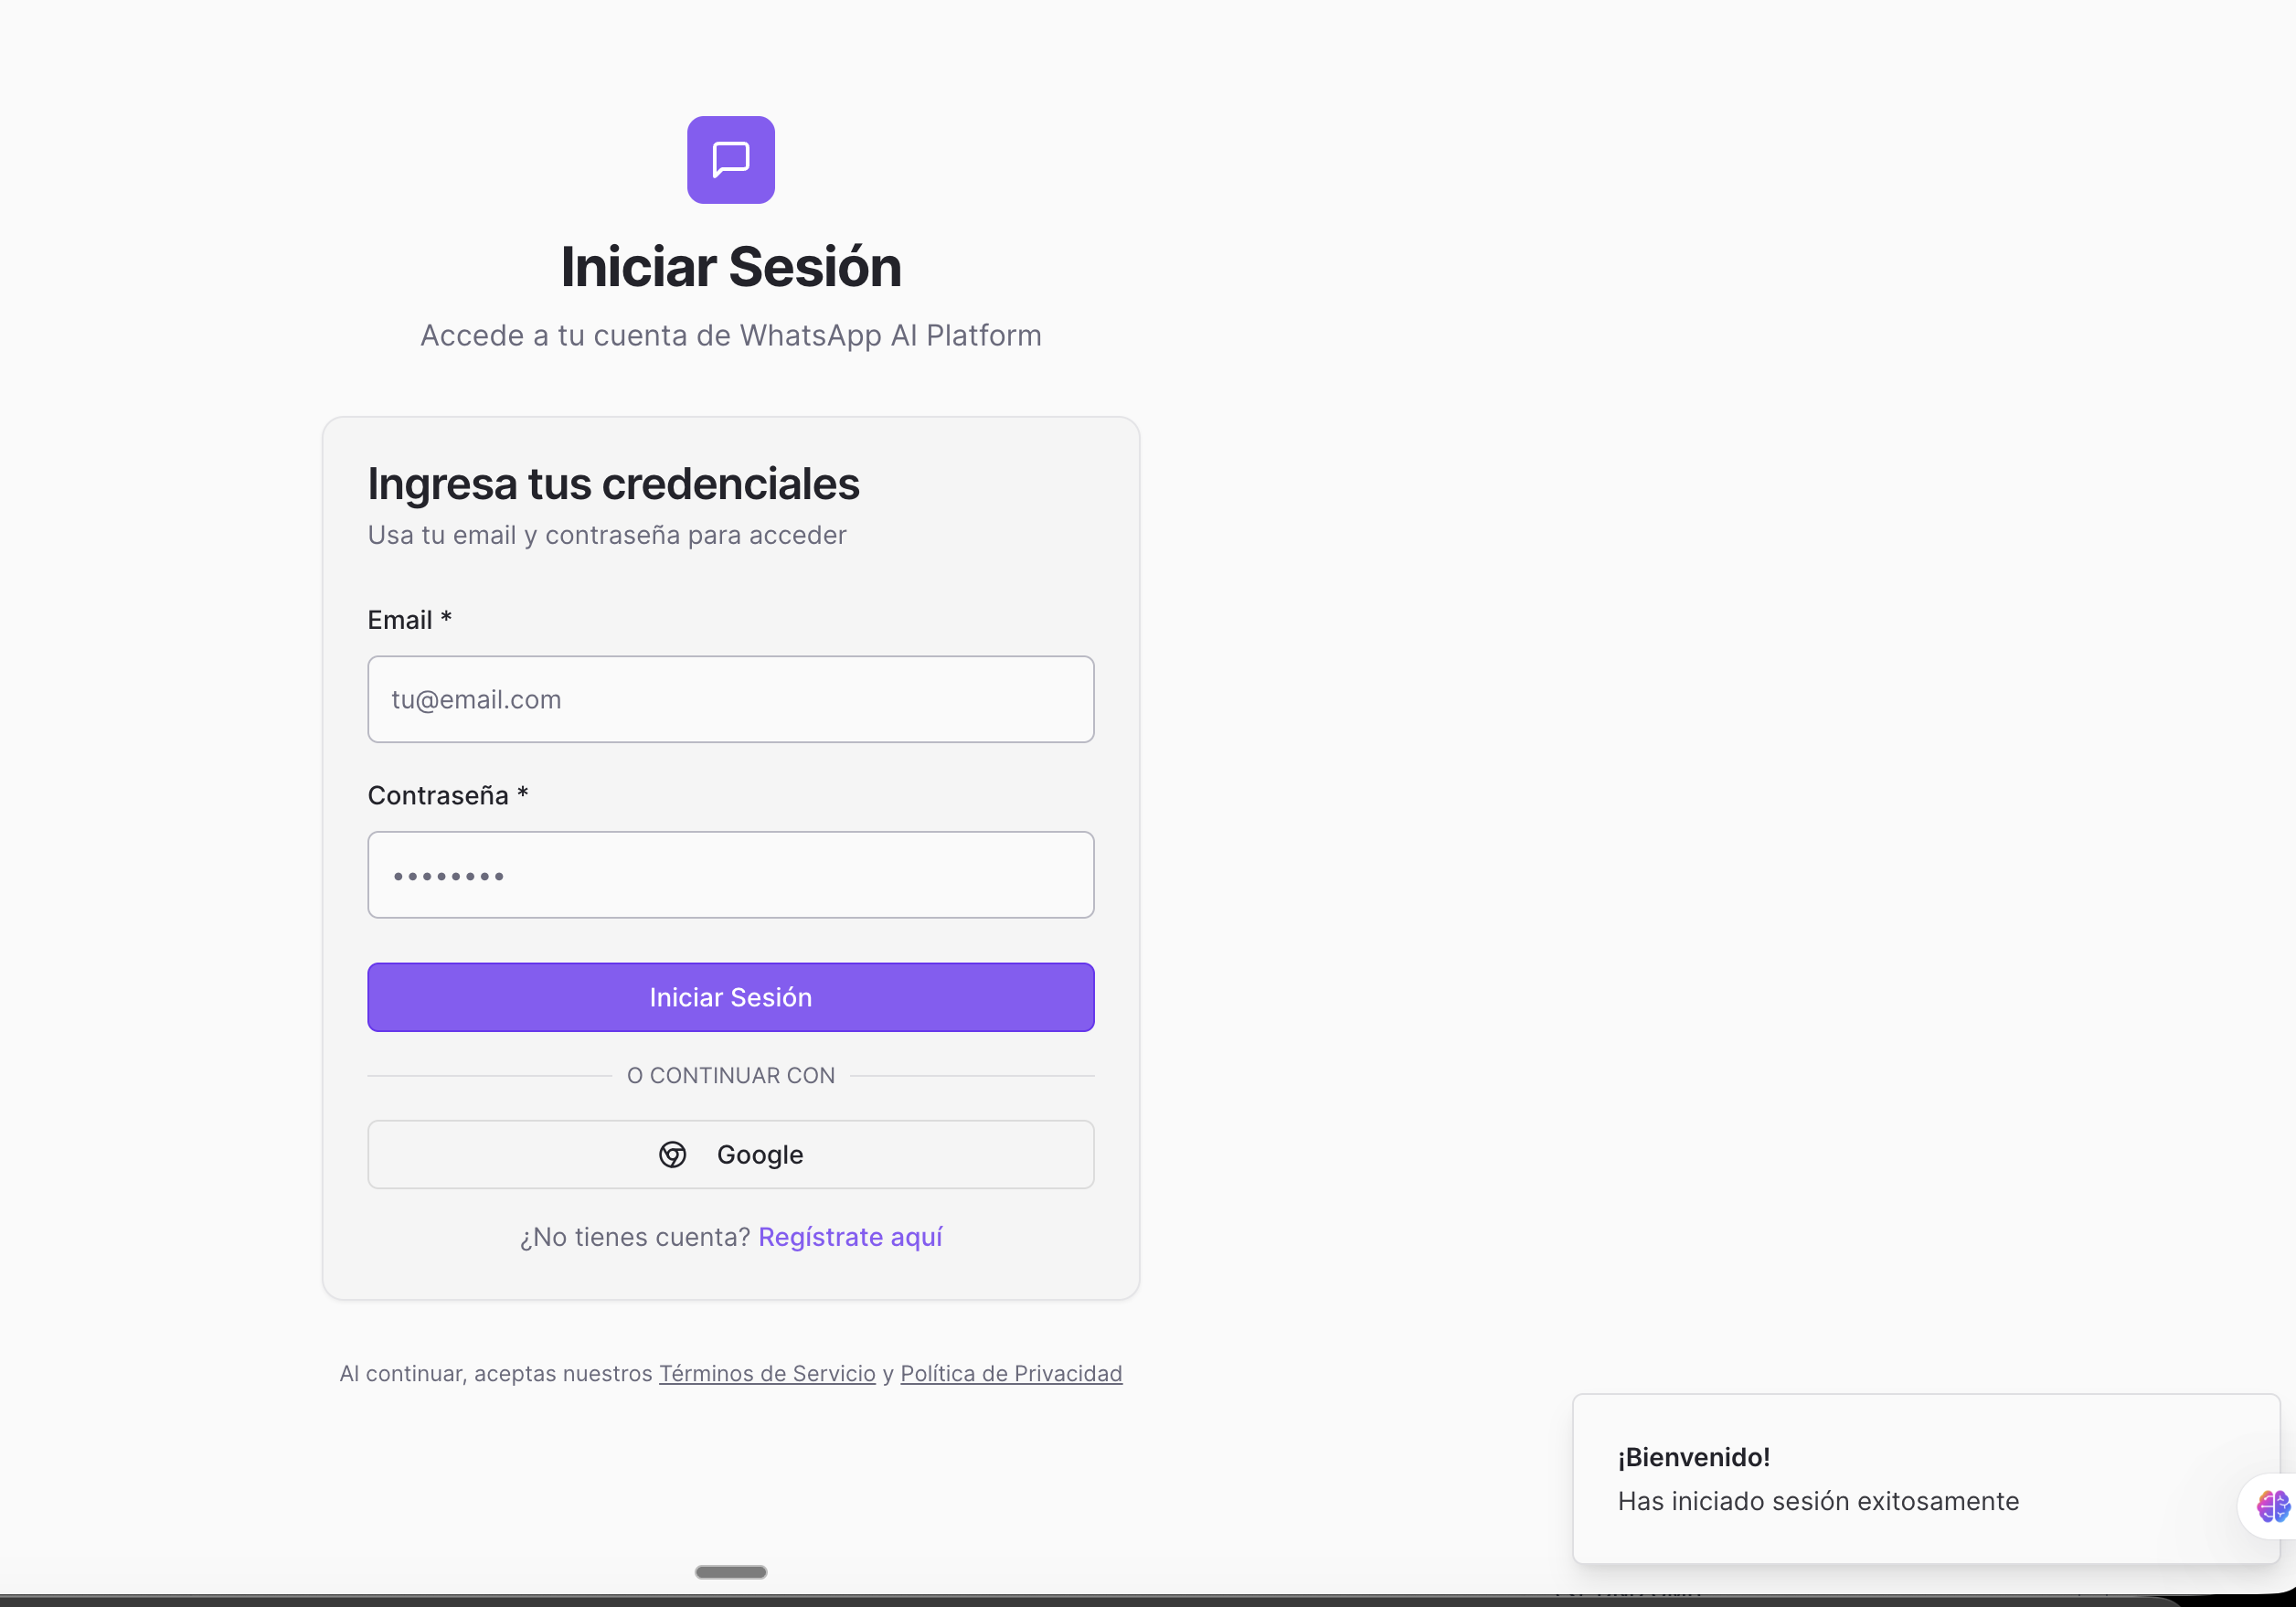 Iniciar Sesión
Accede a tu cuenta de WhatsApp AI Platform
Ingresa tus credenciales
Usa tu email y contraseña para acceder
Email *
tu@email.com
Contraseña *
••••••••
Iniciar Sesión
O CONTINUAR CON
Google
¿No tienes cuenta? Regístrate aquí
Al continuar, aceptas nuestros Términos de Servicio y Política de Privacidad
¡Bienvenido!
Has iniciado sesión exitosamente